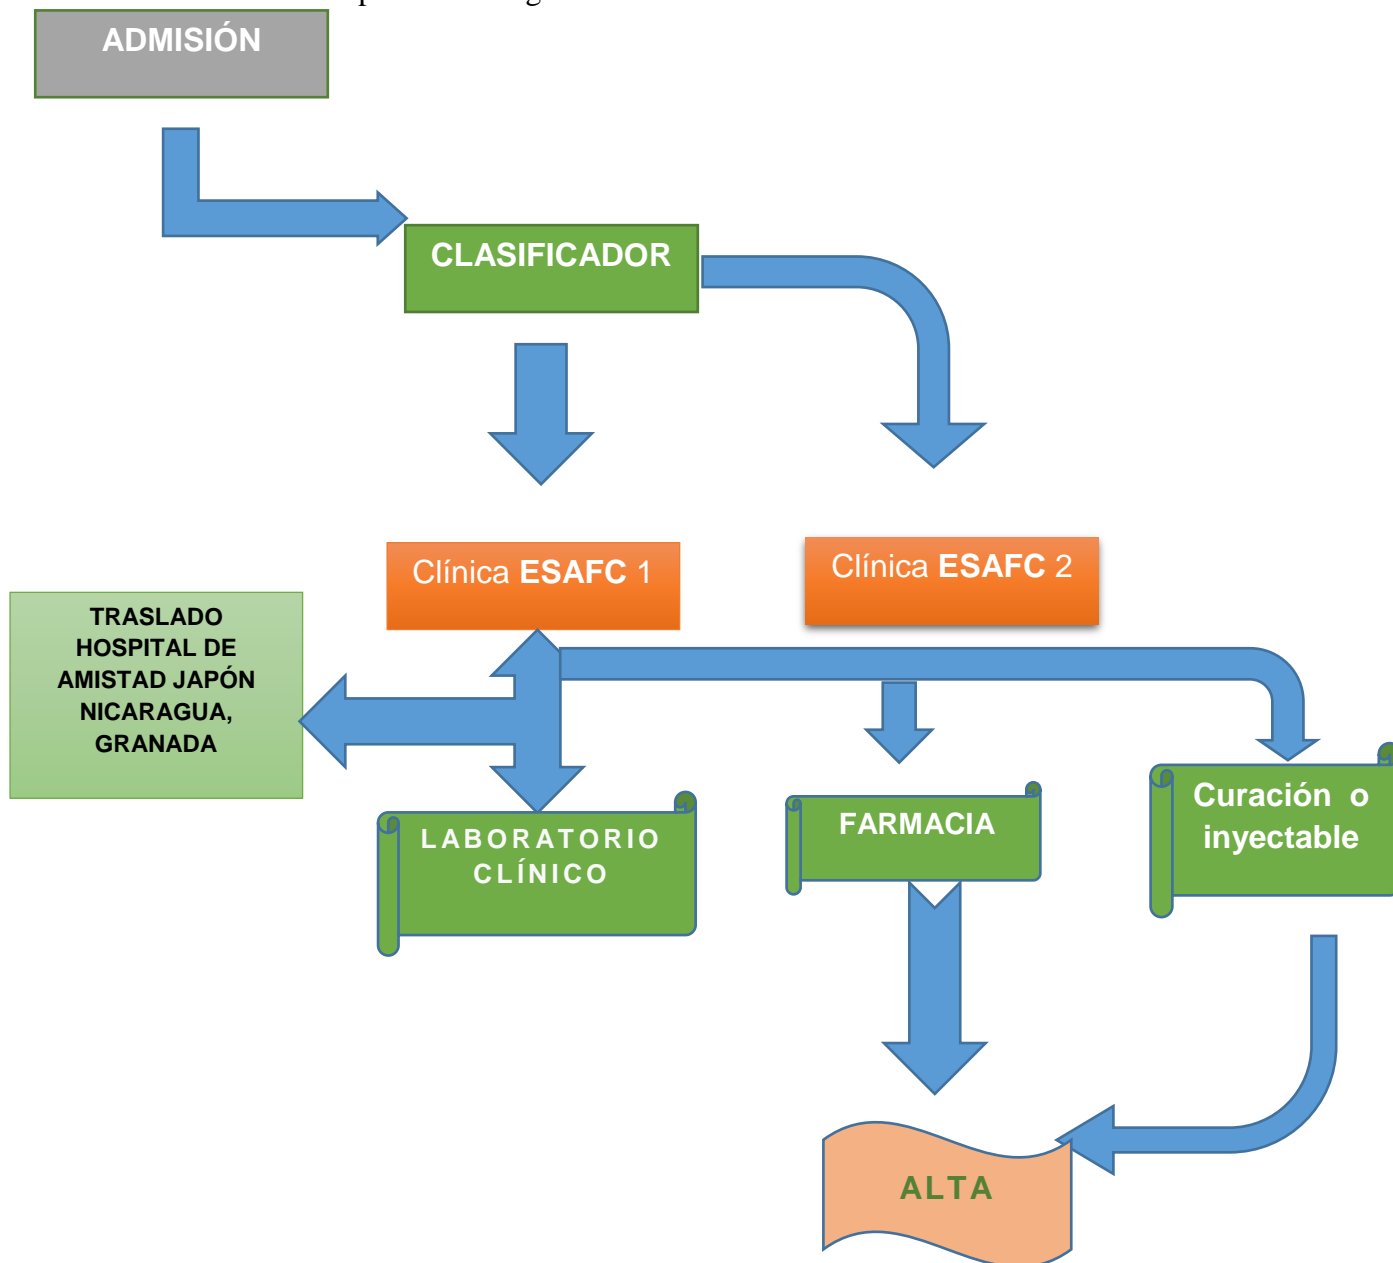 ADMISIÓN
CLASIFICADOR
Clínica ESAFC 1
Clínica ESAFC 2
TRASLADO
HOSPITAL DE
AMISTAD JAPÓN
NICARAGUA,
GRANADA
LABORATORIO
CLÍNICO
FARMACIA
Curación o
inyectable
ALTA